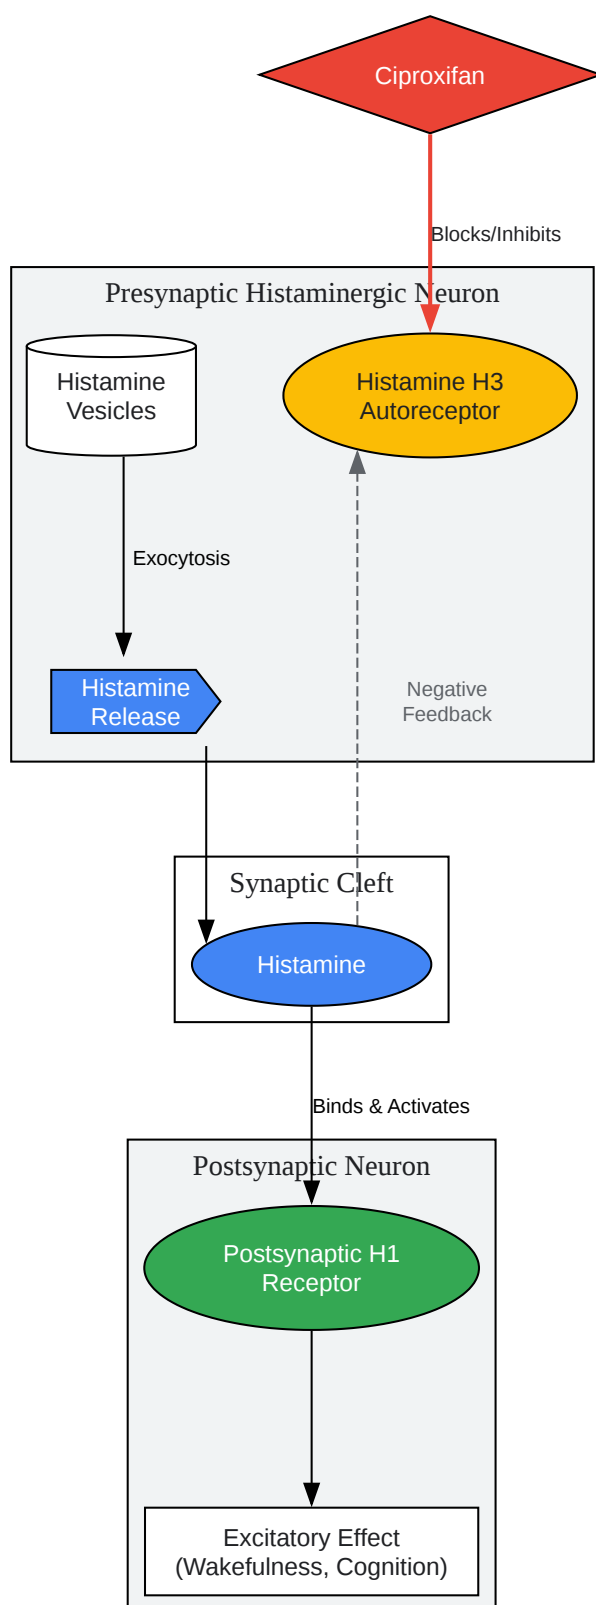 Ciproxifan
Blocks/Inhibits
Presynaptic Histaminergic Neuron
Histamine
Vesicles
Histamine H3
Autoreceptor
Exocytosis
Histamine
Release
Negative
Feedback
Synaptic Cleft
Histamine
Binds & Activates
Postsynaptic Neuron
Postsynaptic H1
Receptor
Excitatory Effect
(Wakefulness, Cognition)